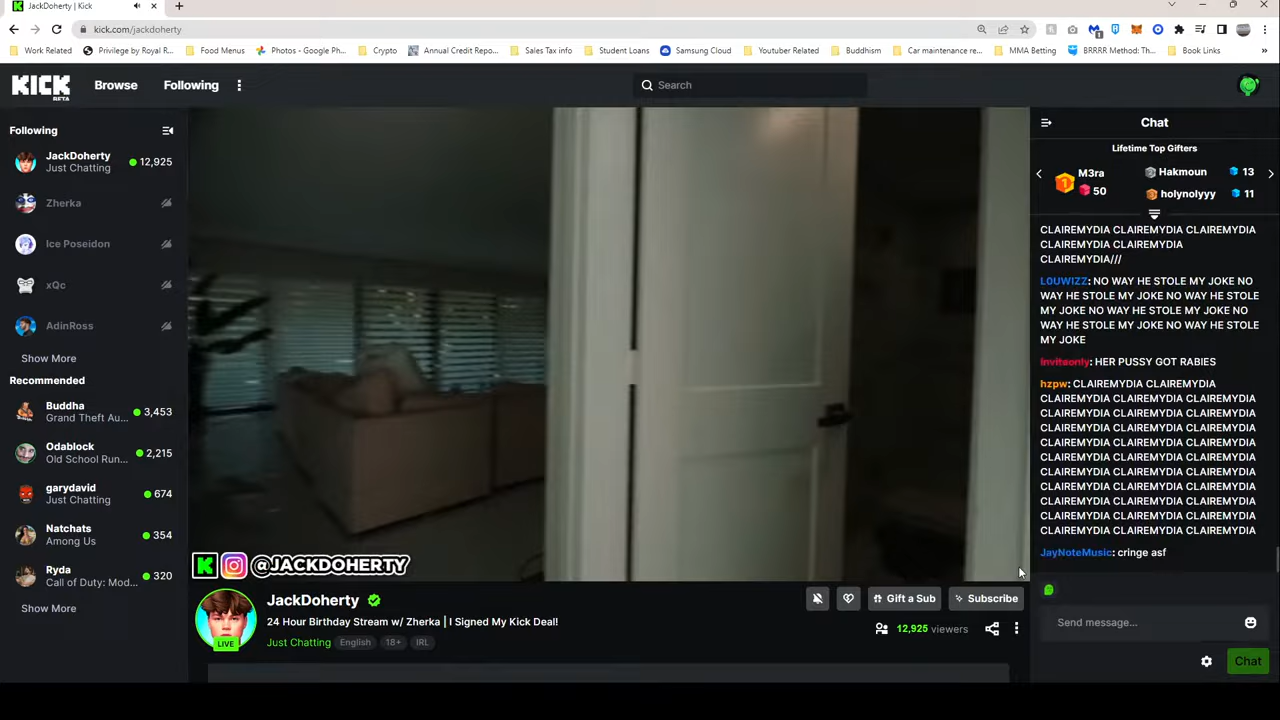 JackDoherty | Kick
kick.com/jackdoherty
Work Related
Privilege by Royal R...
Food Menus
Photos - Google Ph...
Crypto
Annual Credit Repo...
Sales Tax info
Student Loans
Samsung Cloud
Youtuber Related
Buddhism
Car maintenance re...
MMA Betting
BRRRR Method: Th...
Book Links
KICK
BETA
Browse
Following
Search
Following
JackDoherty
Just Chatting
12,925
Zherka
Ice Poseidon
xQc
AdinRoss
Show More
Recommended
Buddha
Grand Theft Au...
3,453
Odablock
Old School Run...
2,215
garydavid
Just Chatting
674
Natchats
Among Us
354
Ryda
Call of Duty: Mod...
320
Show More
K @JACKDOHERTY
LIVE
JackDoherty
24 Hour Birthday Stream w/ Zherka | I Signed My Kick Deal!
Just Chatting English 18+ IRL
Gift a Sub
Subscribe
12,925 viewers
Chat
Lifetime Top Gifters
1
M3ra
50
Hakmoun 13
holynolyyy 11
CLAIREMYDIA CLAIREMYDIA CLAIREMYDIA
CLAIREMYDIA CLAIREMYDIA
CLAIREMYDIA///
L0UWIZZ: NO WAY HE STOLE MY JOKE NO
WAY HE STOLE MY JOKE NO WAY HE STOLE
MY JOKE NO WAY HE STOLE MY JOKE NO
WAY HE STOLE MY JOKE NO WAY HE STOLE
MY JOKE
inviteonly: HER PUSSY GOT RABIES
hzpw: CLAIREMYDIA CLAIREMYDIA
CLAIREMYDIA CLAIREMYDIA CLAIREMYDIA
CLAIREMYDIA CLAIREMYDIA CLAIREMYDIA
CLAIREMYDIA CLAIREMYDIA CLAIREMYDIA
CLAIREMYDIA CLAIREMYDIA CLAIREMYDIA
CLAIREMYDIA CLAIREMYDIA CLAIREMYDIA
CLAIREMYDIA CLAIREMYDIA CLAIREMYDIA
CLAIREMYDIA CLAIREMYDIA CLAIREMYDIA
CLAIREMYDIA CLAIREMYDIA CLAIREMYDIA
CLAIREMYDIA CLAIREMYDIA CLAIREMYDIA
CLAIREMYDIA CLAIREMYDIA CLAIREMYDIA
JayNoteMusic: cringe asf
Send message...
Chat